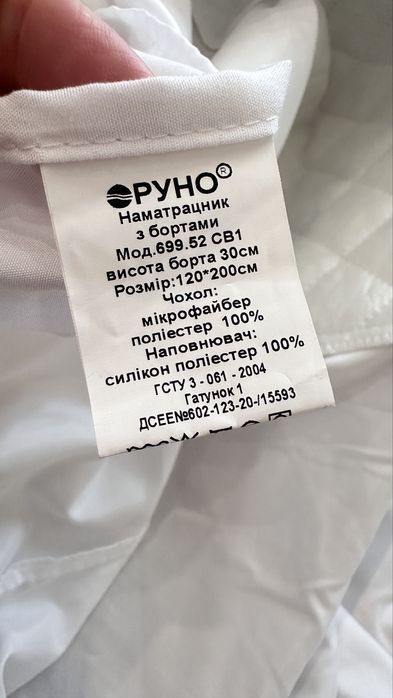 РУНО®
Наматрацник
з бортами
Мод.699.52 СВ1
висота борта 30см
Розмір:120*200см
Чохол:
мікрофайбер
поліестер 100%
Наповнювач:
силікон поліестер 100%
ГСТУ 3 - 061 - 2004
Гатунок 1
ДСЕЕ№602-123-20-/15593